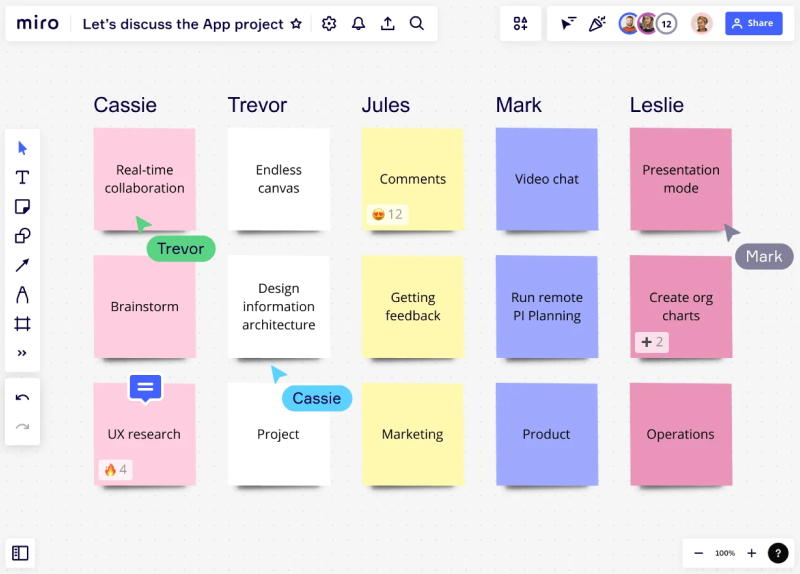 miro
Let's discuss the App project
12
Share
Cassie
Trevor
Jules
Mark
Leslie
Real-time
collaboration
Endless
canvas
Comments
12
Video chat
Presentation
mode
Trevor
Mark
Brainstorm
Design
information
architecture
Getting
feedback
Run remote
PI Planning
Create org
charts
2
Cassie
UX research
4
Project
Marketing
Product
Operations
100%
?